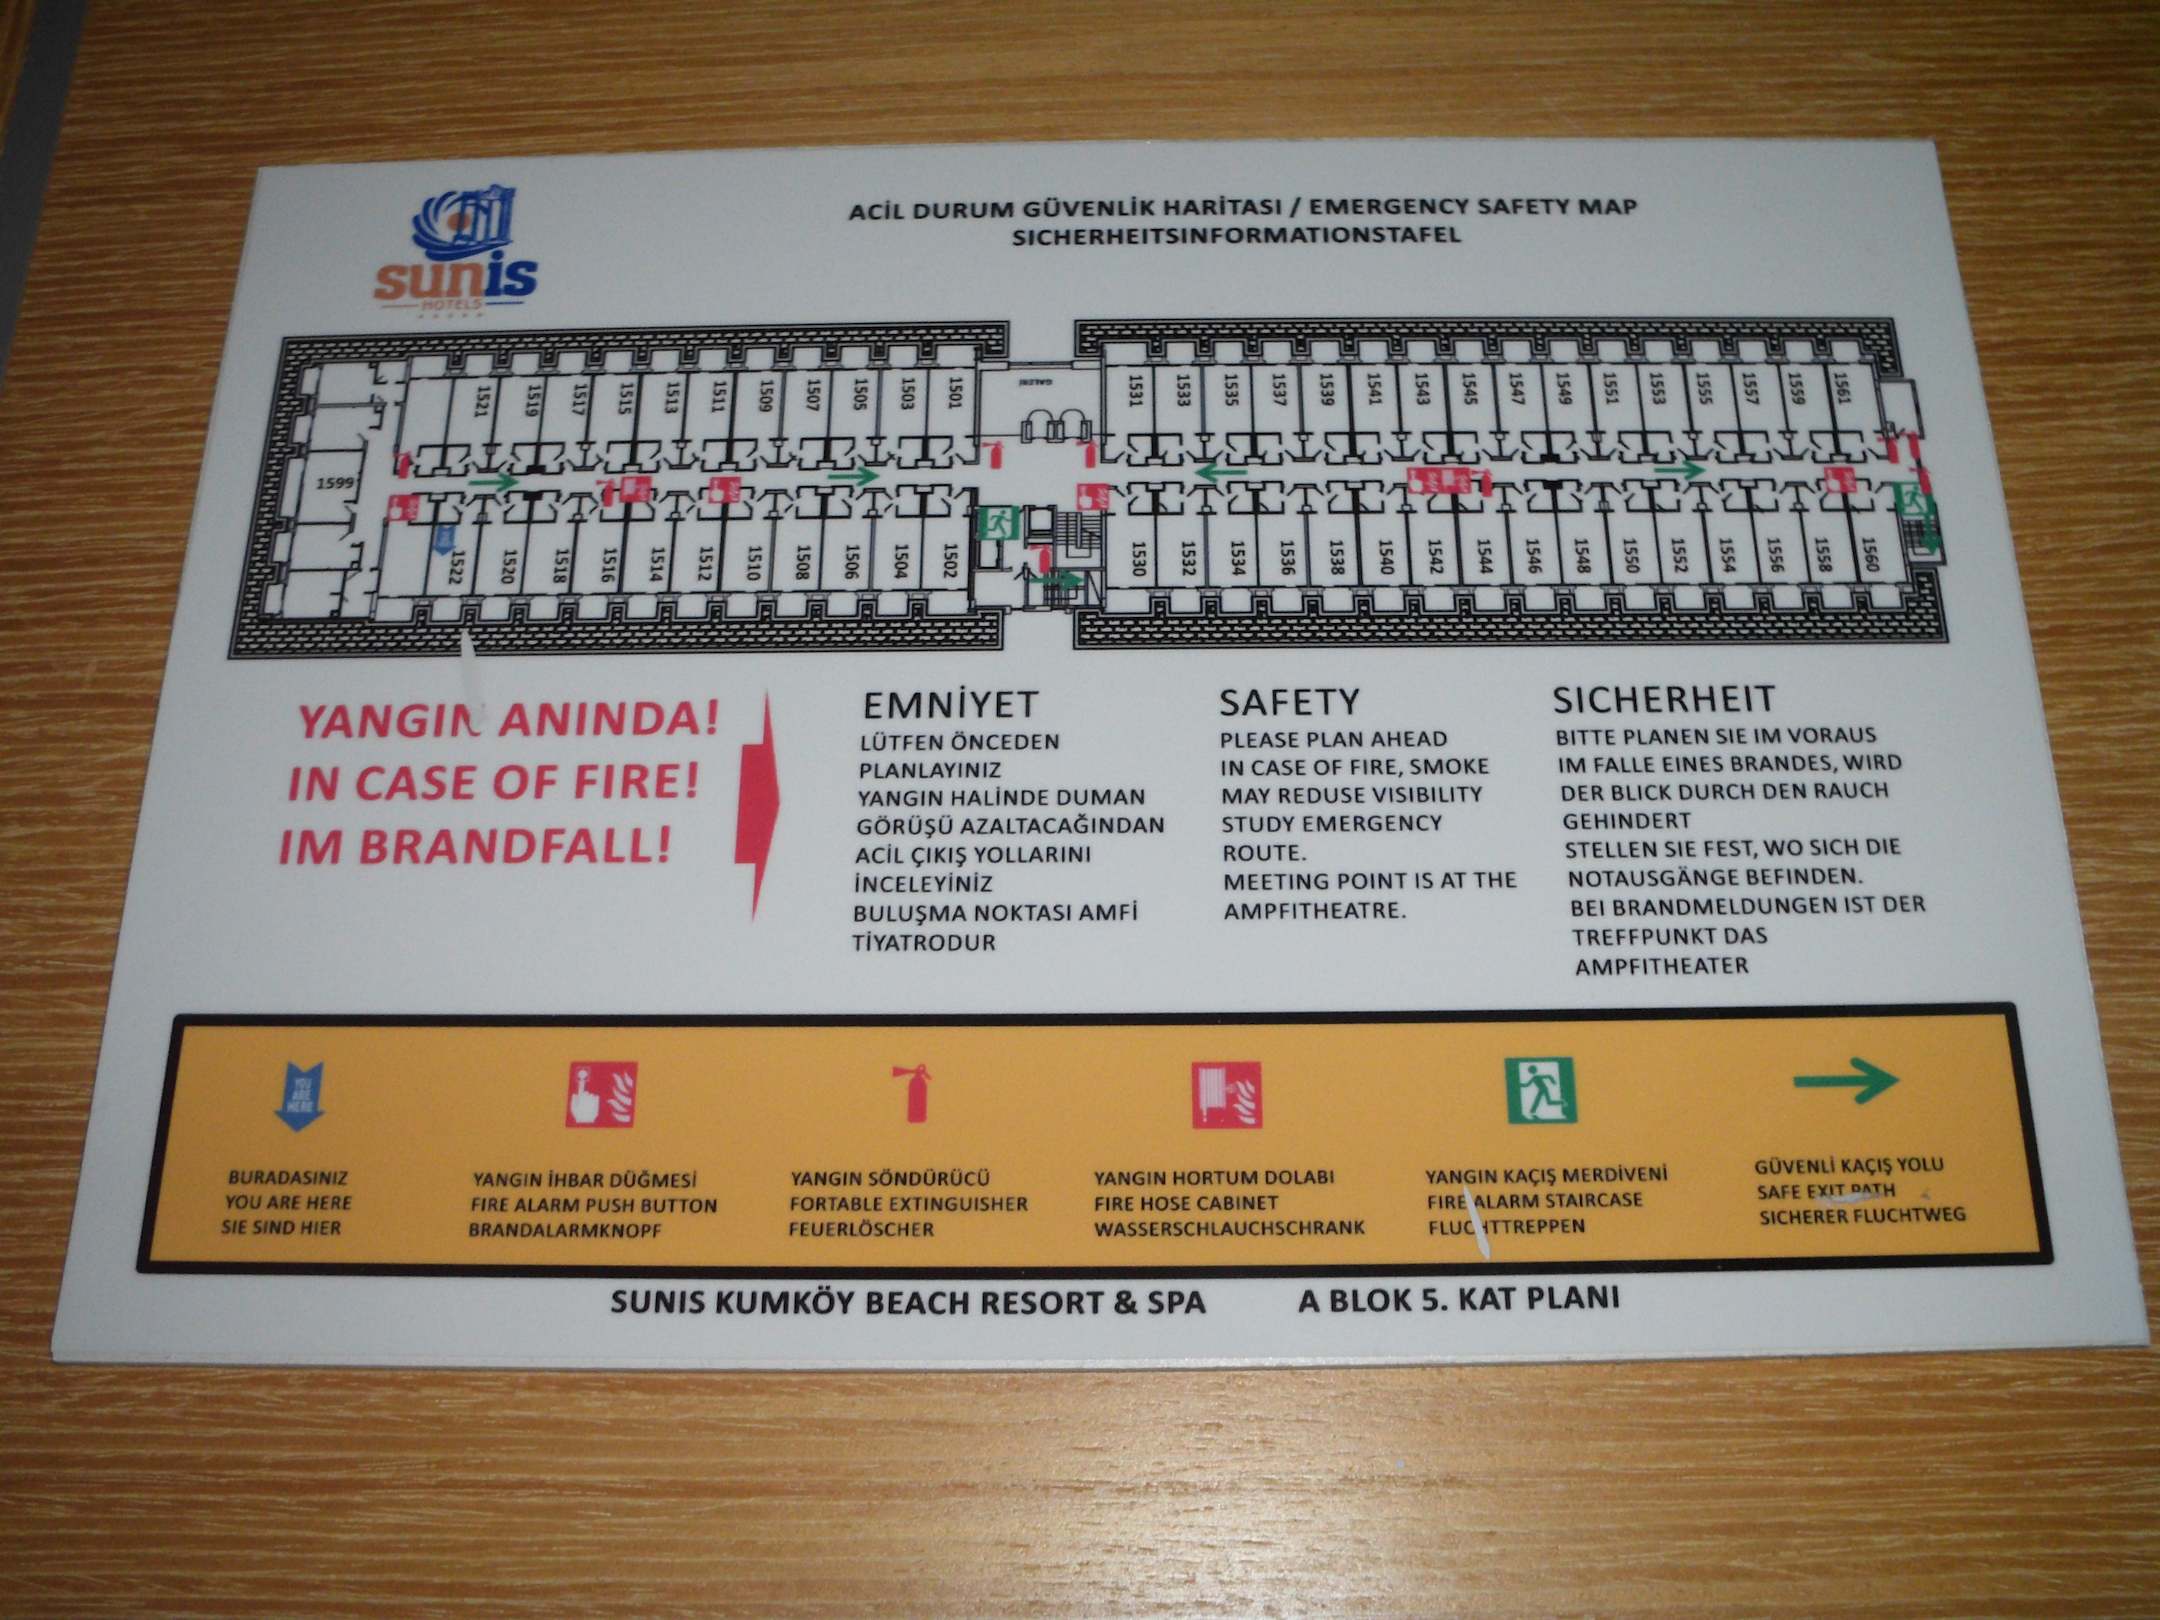 sunis
HOTELS
ACİL DURUM GÜVENLİK HARİTASI / EMERGENCY SAFETY MAP
SICHERHEITSINFORMATIONSTAFEL
1521 1519 1517 1515 1513 1511 1509 1507 1505 1503 1501
GALERİ
1531 1533 1535 1537 1539 1541 1543 1545 1547 1549 1551 1553 1555 1557 1559 1561
1599
1522 1520 1518 1516 1514 1512 1510 1508 1506 1504 1502
1530 1532 1534 1536 1538 1540 1542 1544 1546 1548 1550 1552 1554 1556 1558 1560
YANGIN ANINDA!
IN CASE OF FIRE!
IM BRANDFALL!
EMNİYET
LÜTFEN ÖNCEDEN
PLANLAYINIZ
YANGIN HALİNDE DUMAN
GÖRÜŞÜ AZALTACAĞINDAN
ACİL ÇIKIŞ YOLLARINI
İNCELEYİNİZ
BULUŞMA NOKTASI AMFİ
TİYATRODUR
SAFETY
PLEASE PLAN AHEAD
IN CASE OF FIRE, SMOKE
MAY REDUSE VISIBILITY
STUDY EMERGENCY
ROUTE.
MEETING POINT IS AT THE
AMPFITHEATRE.
SICHERHEIT
BITTE PLANEN SIE IM VORAUS
IM FALLE EINES BRANDES, WIRD
DER BLICK DURCH DEN RAUCH
GEHINDERT
STELLEN SIE FEST, WO SICH DIE
NOTAUSGÄNGE BEFINDEN.
BEI BRANDMELDUNGEN IST DER
TREFFPUNKT DAS
AMPFITHEATER
YOU
ARE
HERE
BURADASINIZ
YOU ARE HERE
SIE SIND HIER
YANGIN İHBAR DÜĞMESİ
FIRE ALARM PUSH BUTTON
BRANDALARMKNOPF
YANGIN SÖNDÜRÜCÜ
FORTABLE EXTINGUISHER
FEUERLÖSCHER
YANGIN HORTUM DOLABI
FIRE HOSE CABINET
WASSERSCHLAUCHSCHRANK
YANGIN KAÇIŞ MERDİVENİ
FIRE ALARM STAIRCASE
FLUCHTTREPPEN
GÜVENLİ KAÇIŞ YOLU
SAFE EXIT PATH
SICHERER FLUCHTWEG
SUNIS KUMKÖY BEACH RESORT & SPA A BLOK 5. KAT PLANI